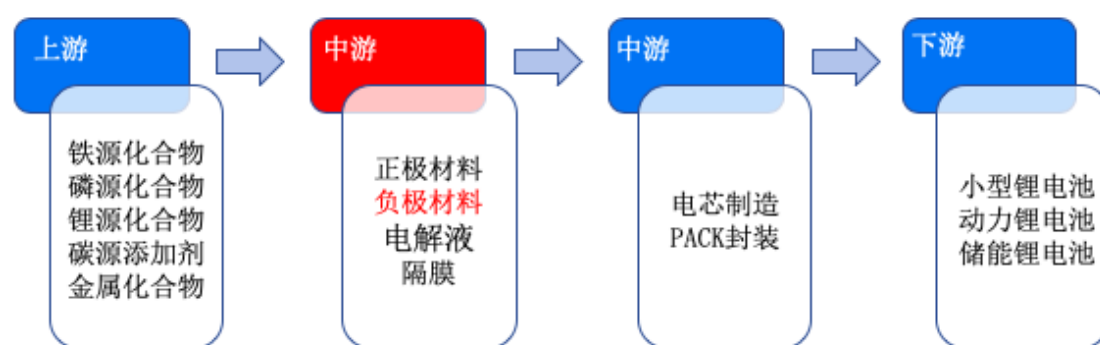 上游
铁源化合物
磷源化合物
锂源化合物
碳源添加剂
金属化合物
中游
正极材料
负极材料
电解液
隔膜
中游
电芯制造
PACK封装
下游
小型锂电池
动力锂电池
储能锂电池